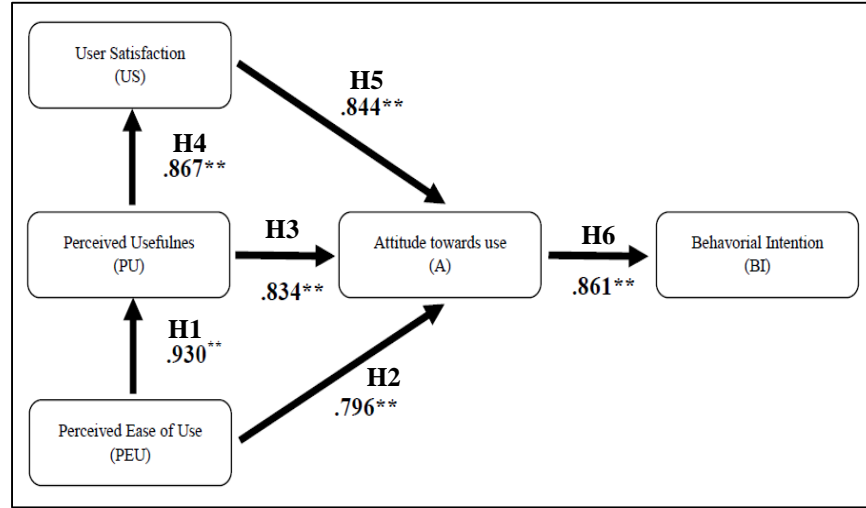 User Satisfaction
(US)
H5
.844**
H4
.867**
Perceived Usefulnes
(PU)
H3
.834**
Attitude towards use
(A)
H6
.861**
Behavorial Intention
(BI)
H1
.930**
H2
.796**
Perceived Ease of Use
(PEU)